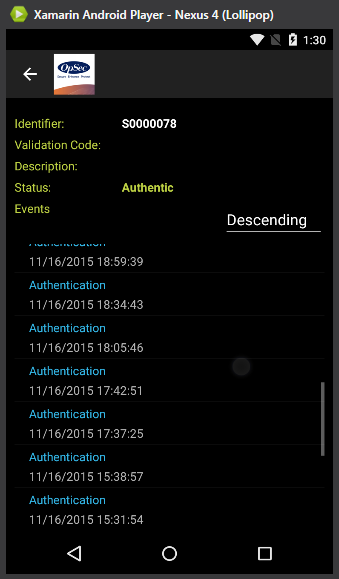 Xamarin Android Player - Nexus 4 (Lollipop)
1:30
OpSec
Identifier: S0000078
Validation Code:
Description:
Status: Authentic
Events
Descending
Authentication
11/16/2015 18:59:39
Authentication
11/16/2015 18:34:43
Authentication
11/16/2015 18:05:46
Authentication
11/16/2015 17:42:51
Authentication
11/16/2015 17:37:25
Authentication
11/16/2015 15:38:57
Authentication
11/16/2015 15:31:54